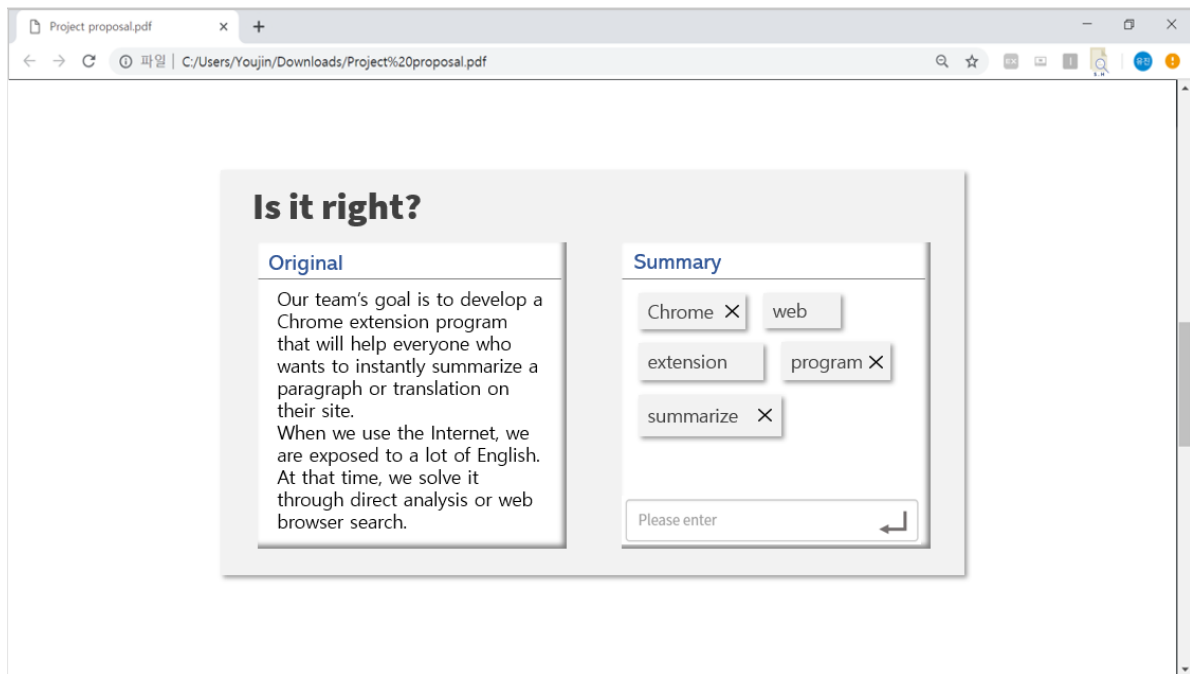 Project proposal.pdf
파일 | C:/Users/Youjin/Downloads/Project%20proposal.pdf
유진
Is it right?
Original
Our team's goal is to develop a
Chrome extension program
that will help everyone who
wants to instantly summarize a
paragraph or translation on
their site.
When we use the Internet, we
are exposed to a lot of English.
At that time, we solve it
through direct analysis or web
browser search.
Summary
Chrome
web
extension
program
summarize
Please enter